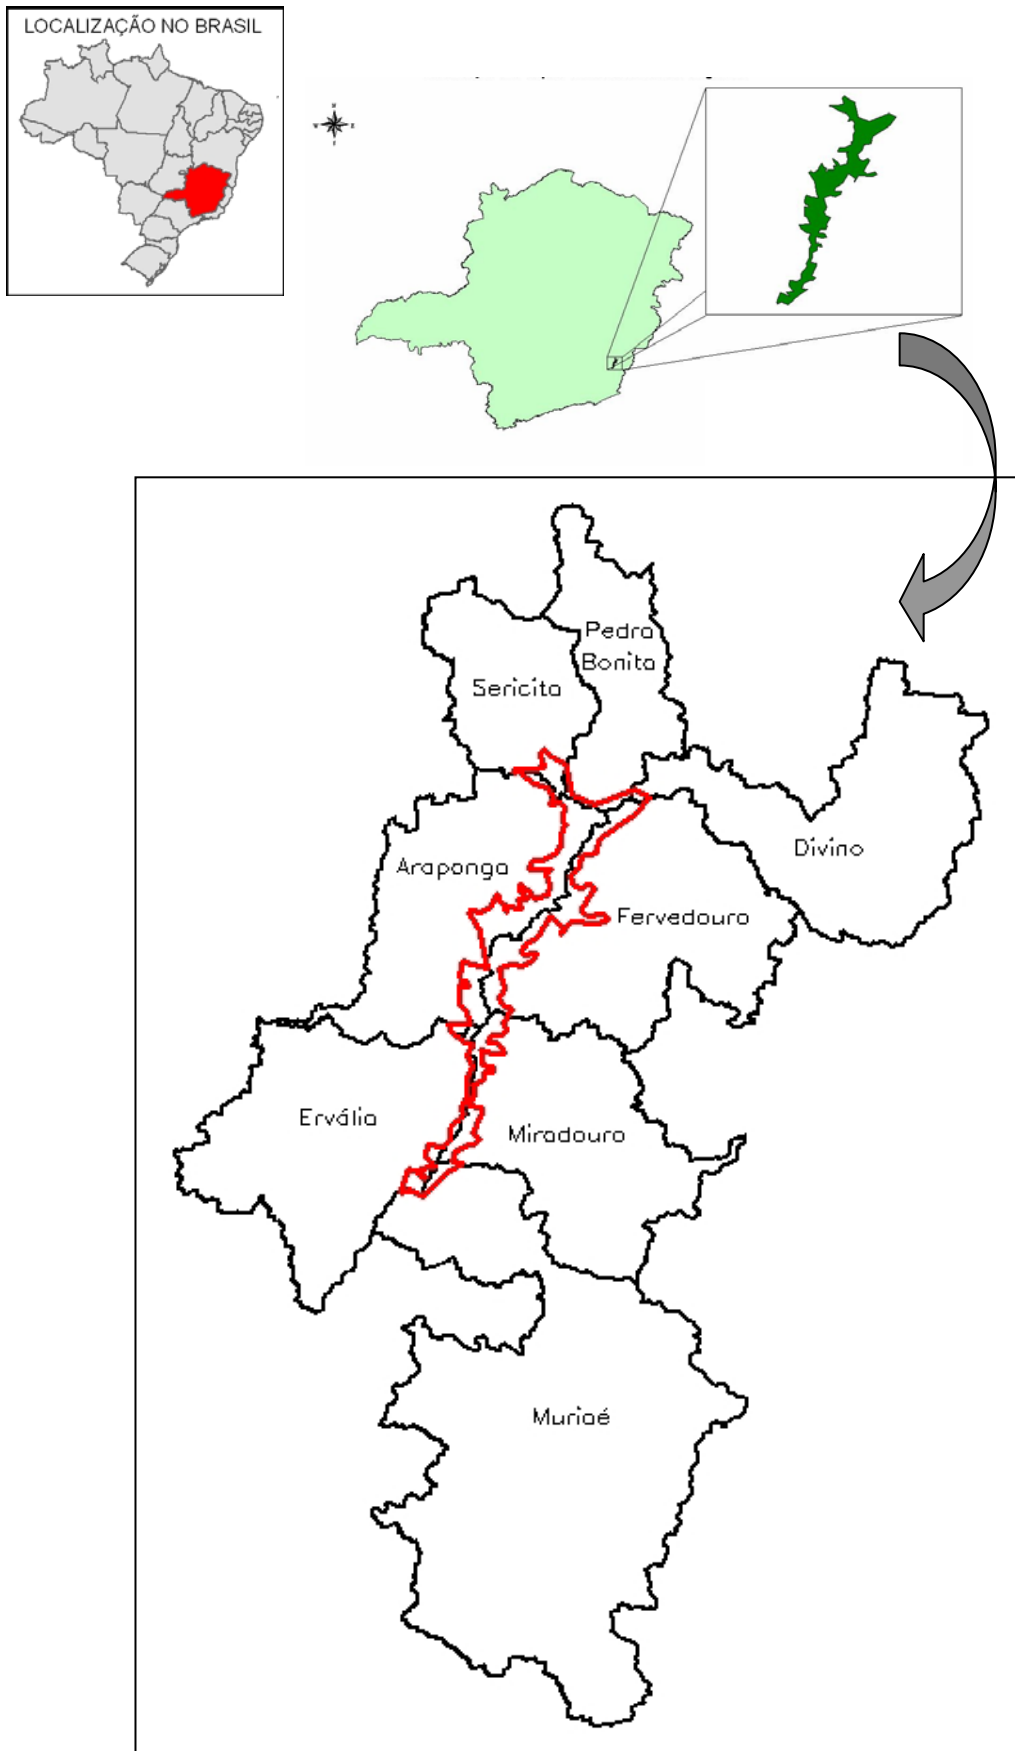 LOCALIZAÇÃO NO BRASIL
Pedra
Bonita
Sericita
Divino
Araponga
Fervedouro
Ervália
Miradouro
Muriaé